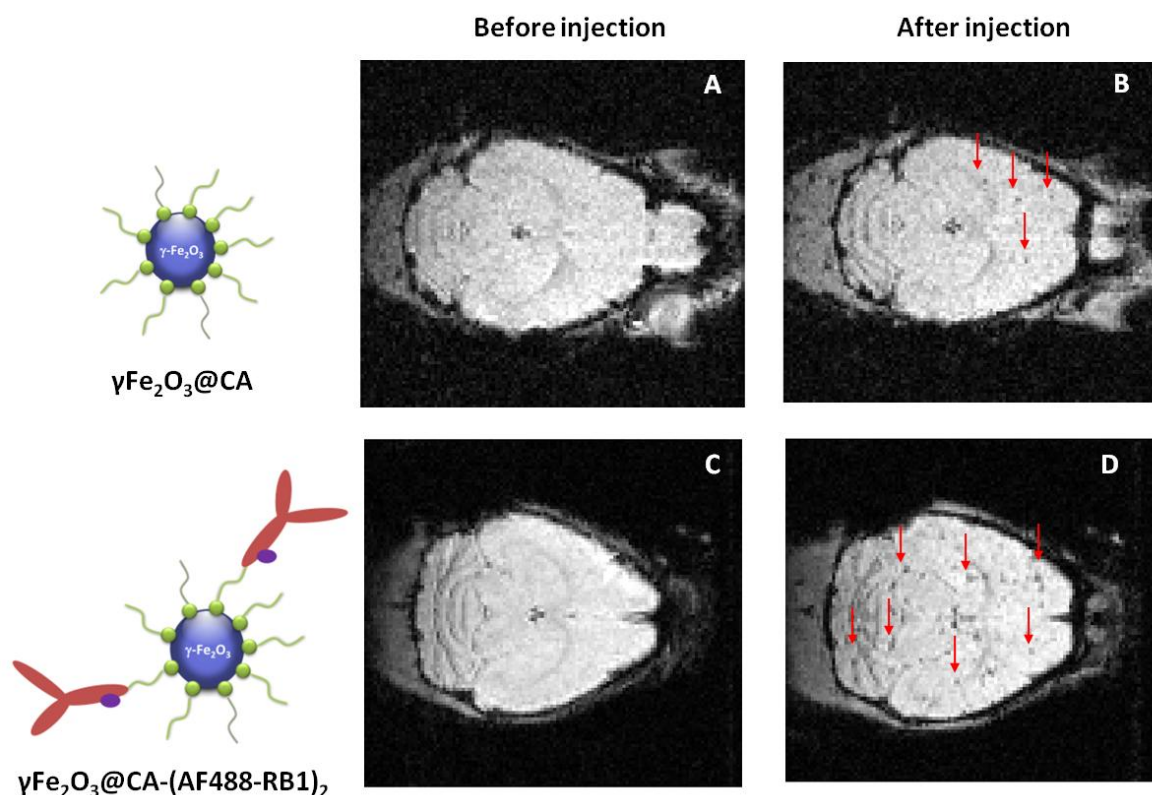 Before injection
After injection
A
B
γ-Fe₂O₃
γFe₂O₃@CA
C
D
γ-Fe₂O₃
γFe₂O₃@CA-(AF488-RB1)₂